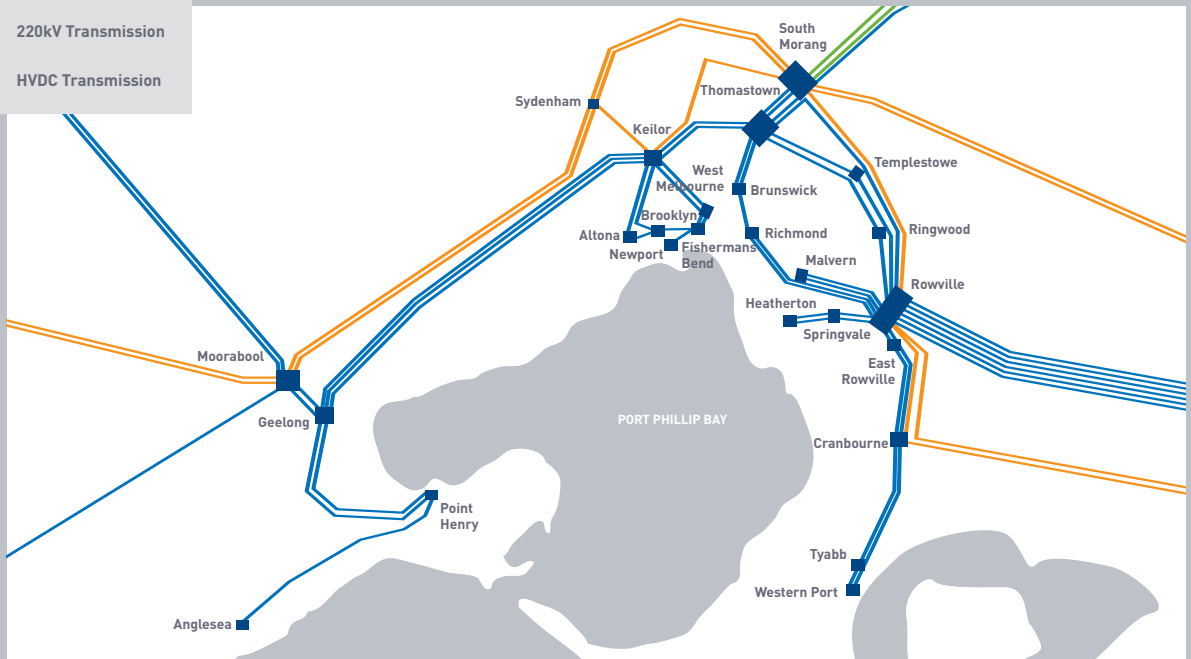 220kV Transmission
HVDC Transmission
South
Morang
Thomastown
Sydenham
Keilor
Templestowe
West
Melbourne
Brunswick
Brooklyn
Altona
Newport
Fishermans
Bend
Richmond
Ringwood
Malvern
Rowville
Heatherton
Springvale
East
Rowville
Moorabool
Geelong
PORT PHILLIP BAY
Cranbourne
Point
Henry
Tyabb
Western Port
Anglesea